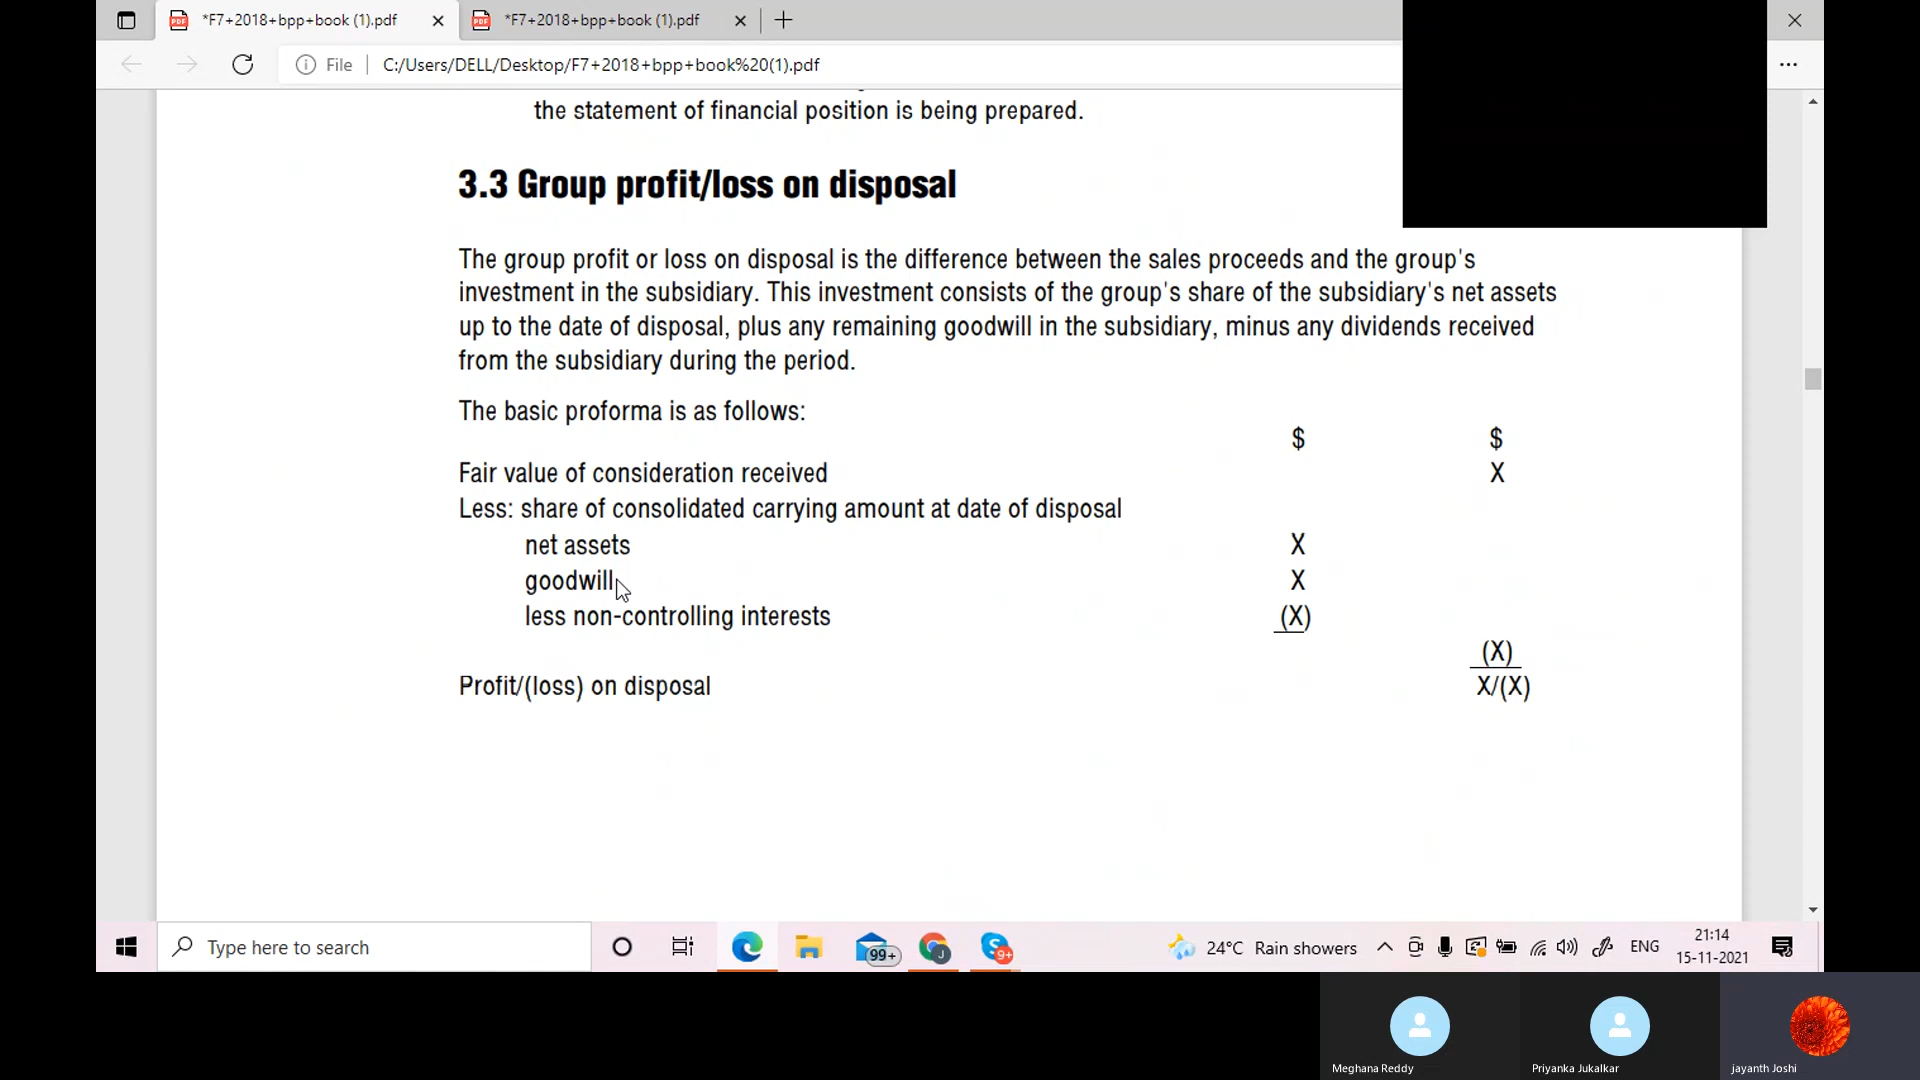 *F7+2018+bpp+book (1).pdf
*F7+2018+bpp+book (1).pdf
File
C:/Users/DELL/Desktop/F7+2018+bpp+book%20(1).pdf
the statement of financial position is being prepared.
3.3 Group profit/loss on disposal
The group profit or loss on disposal is the difference between the sales proceeds and the group's
investment in the subsidiary. This investment consists of the group's share of the subsidiary's net assets
up to the date of disposal, plus any remaining goodwill in the subsidiary, minus any dividends received
from the subsidiary during the period.
The basic proforma is as follows:
$ $
Fair value of consideration received X
Less: share of consolidated carrying amount at date of disposal
net assets X
goodwill X
less non-controlling interests (X)
(X)
Profit/(loss) on disposal X/(X)
Type here to search
99+
J
9+
24°C Rain showers
ENG
21:14
15-11-2021
Meghana Reddy
Priyanka Jukalkar
jayanth Joshi